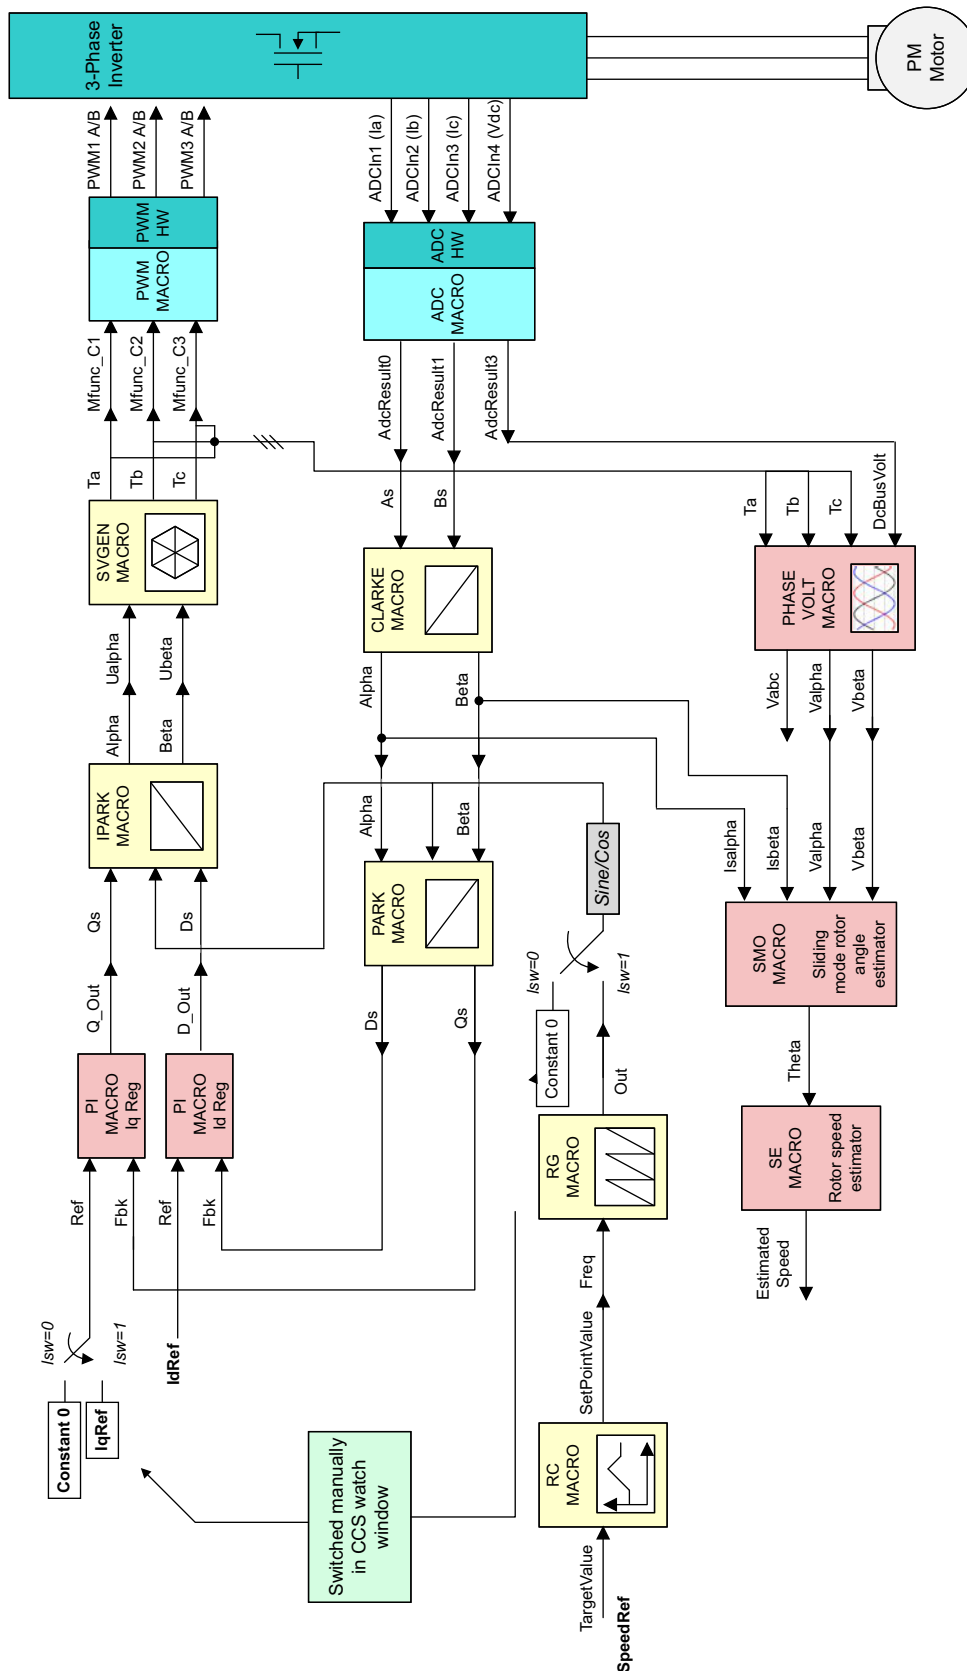 Constant 0
IqRef
Isw=0
Isw=1
IdRef
Ref
Fbk
Ref
Fbk
PI
MACRO
Iq Reg
PI
MACRO
Id Reg
Q_Out
D_Out
Qs
Ds
IPARK
MACRO
Alpha
Beta
Ualpha
Ubeta
SVGEN
MACRO
Ta
Tb
Tc
Mfunc_C1
Mfunc_C2
Mfunc_C3
PWM
MACRO
PWM
HW
PWM1 A/B
PWM2 A/B
PWM3 A/B
3-Phase
Inverter
PM
Motor
Switched manually
in CCS watch
window
Ds
Qs
PARK
MACRO
Alpha
Beta
Alpha
Beta
CLARKE
MACRO
As
Bs
AdcResult0
AdcResult1
AdcResult3
ADC
MACRO
ADC
HW
ADCIn1 (Ia)
ADCIn2 (Ib)
ADCIn3 (Ic)
ADCIn4 (Vdc)
TargetValue
SpeedRef
RC
MACRO
SetPointValue
Freq
RG
MACRO
Out
Constant 0
Isw=0
Isw=1
Sine/Cos
Estimated
Speed
SE
MACRO
Rotor speed
estimator
Theta
SMO
MACRO
Sliding
mode rotor
angle
estimator
Isalpha
Isbeta
Valpha
Vbeta
Vabc
Valpha
Vbeta
PHASE
VOLT
MACRO
Ta
Tb
Tc
DcBusVolt